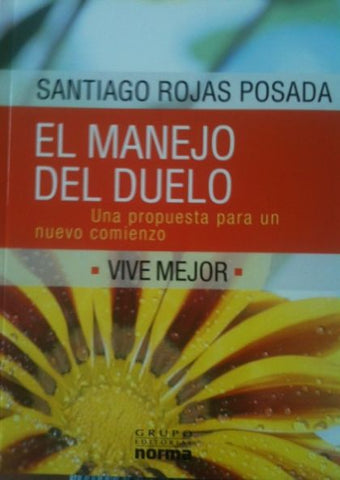 SANTIAGO ROJAS POSADA
EL MANEJO
DEL DUELO
Una propuesta para un
nuevo comienzo
▪ VIVE MEJOR ▪
GRUPO
EDITORIAL
norma